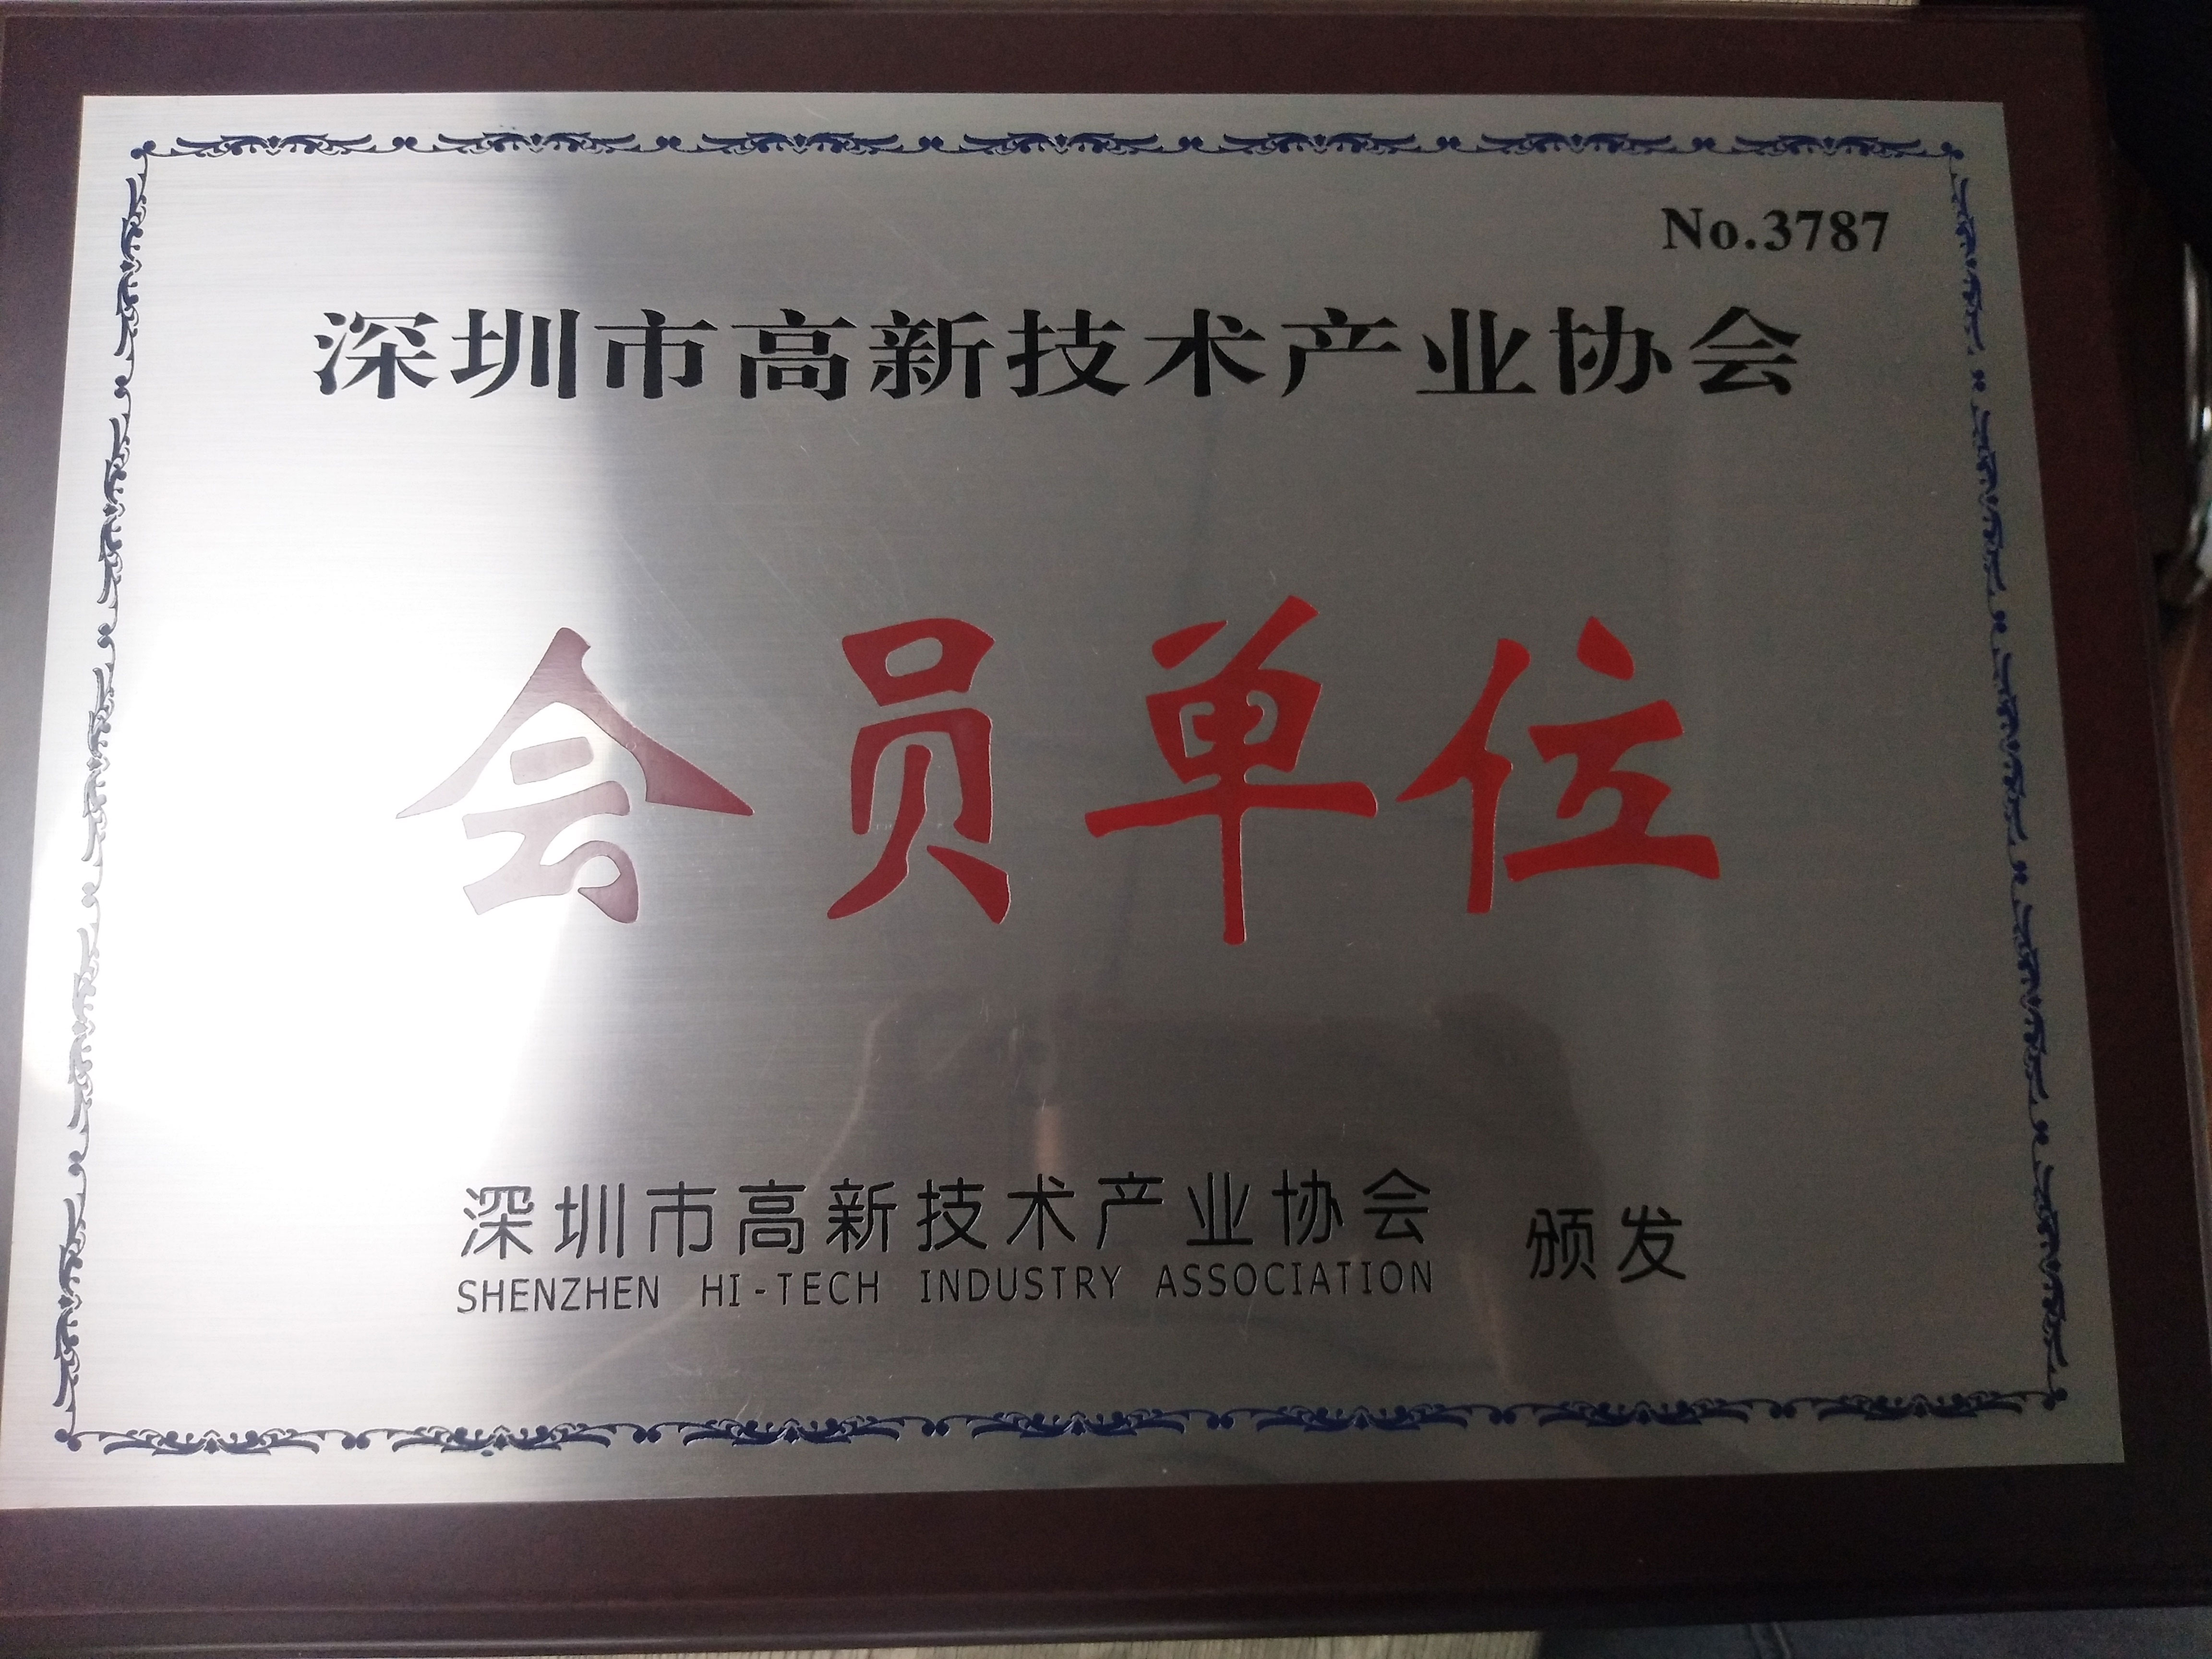 No.3787
深圳市高新技术产业协会
会员单位
深圳市高新技术产业协会 颁发
SHENZHEN HI-TECH INDUSTRY ASSOCIATION